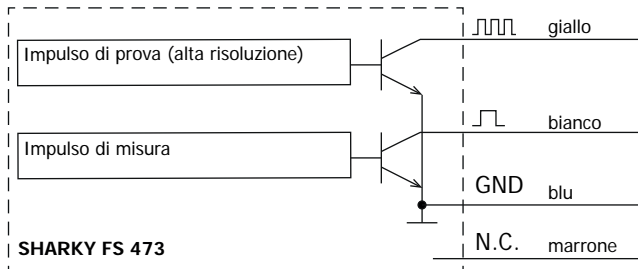 giallo
Impulso di prova (alta risoluzione)
bianco
Impulso di misura
GND blu
SHARKY FS 473
N.C. marrone